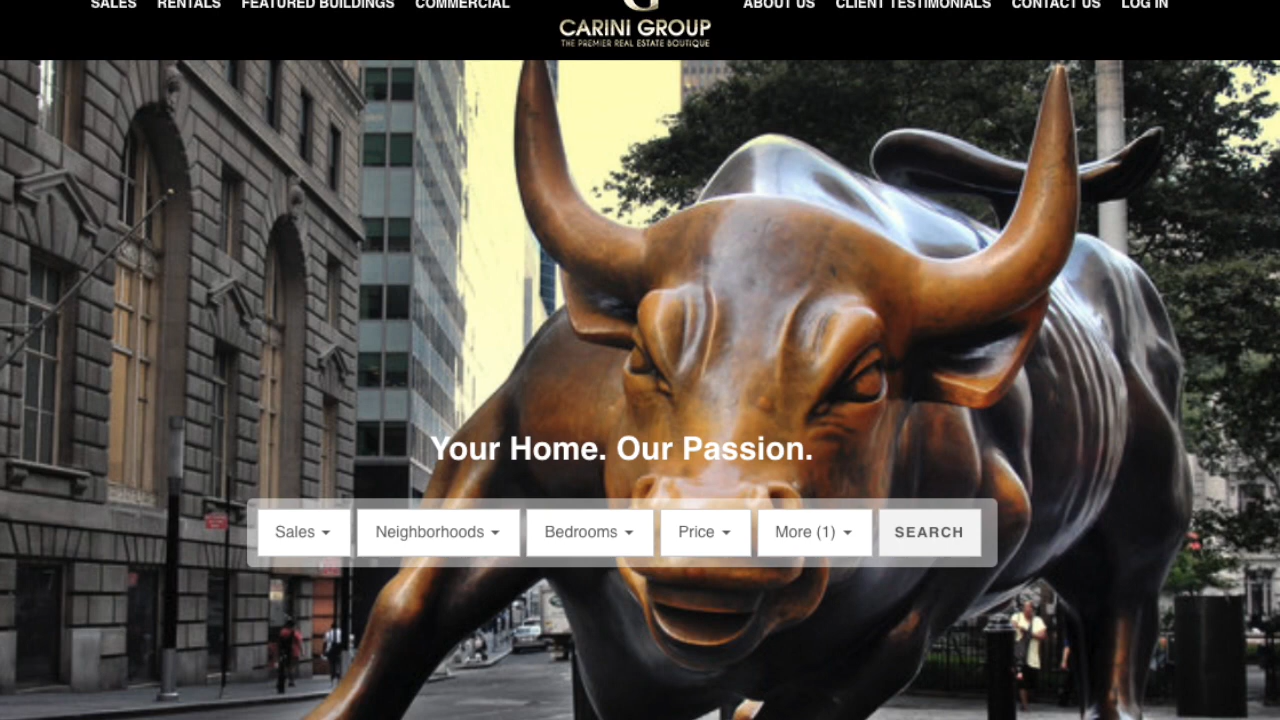 SALES RENTALS FEATURED BUILDINGS COMMERCIAL
CARINI GROUP
THE PREMIER REAL ESTATE BOUTIQUE
ABOUT US CLIENT TESTIMONIALS CONTACT US LOG IN
Your Home. Our Passion.
Sales Neighborhoods Bedrooms Price More (1) SEARCH